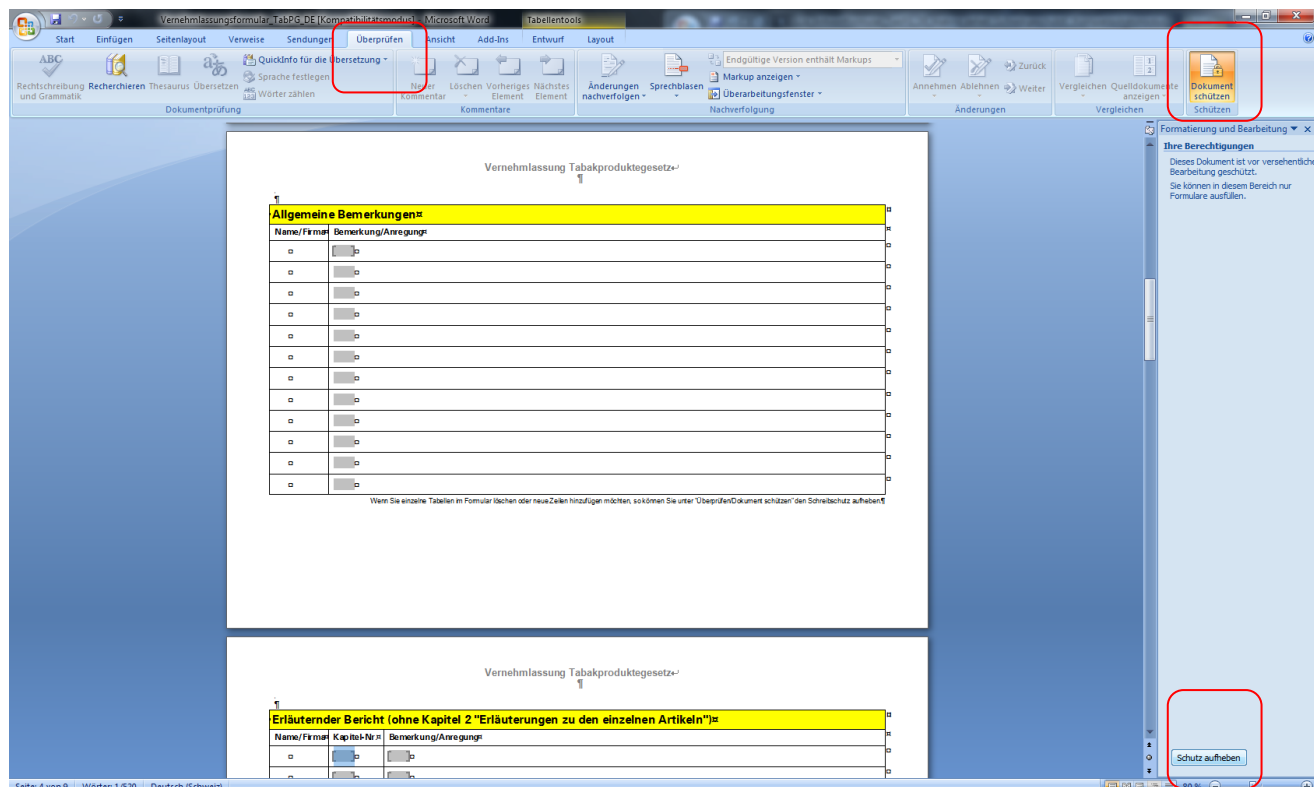 Vernehmlassungsformular_TabPG_DE [Kompatibilitätsmodus] - Microsoft Word Tabellentools
Start Einfügen Seitenlayout Verweise Sendungen Überprüfen Ansicht Add-Ins Entwurf Layout
ABC
Rechtschreibung und Grammatik
Recherchieren
Thesaurus
Übersetzen
QuickInfo für die Übersetzung
Sprache festlegen
Wörter zählen
Dokumentprüfung
Neuer Kommentar
Löschen
Vorheriges Element
Nächstes Element
Kommentare
Änderungen nachverfolgen
Sprechblasen
Endgültige Version enthält Markups
Markup anzeigen
Überarbeitungsfenster
Nachverfolgung
Annehmen
Ablehnen
Zurück
Weiter
Änderungen
Vergleichen
Quelldokumente anzeigen
Vergleichen
Dokument schützen
Schützen
Formatierung und Bearbeitung
Ihre Berechtigungen
Dieses Dokument ist vor versehentliche
Bearbeitung geschützt.
Sie können in diesem Bereich nur
Formulare ausfüllen.
Vernehmlassung Tabakproduktegesetz
Allgemeine Bemerkungen
Name/Firma Bemerkung/Anregung
Wenn Sie einzelne Tabellen im Formular löschen oder neue Zeilen hinzufügen möchten, so können Sie unter "Überprüfen/Dokument schützen" den Schreibschutz aufheben.
Vernehmlassung Tabakproduktegesetz
Erläuternder Bericht (ohne Kapitel 2 "Erläuterungen zu den einzelnen Artikeln")
Name/Firma Kapitel-Nr. Bemerkung/Anregung
Schutz aufheben
Seite: 4 von 9 Wörter: 1/520 Deutsch (Schweiz) 80 %